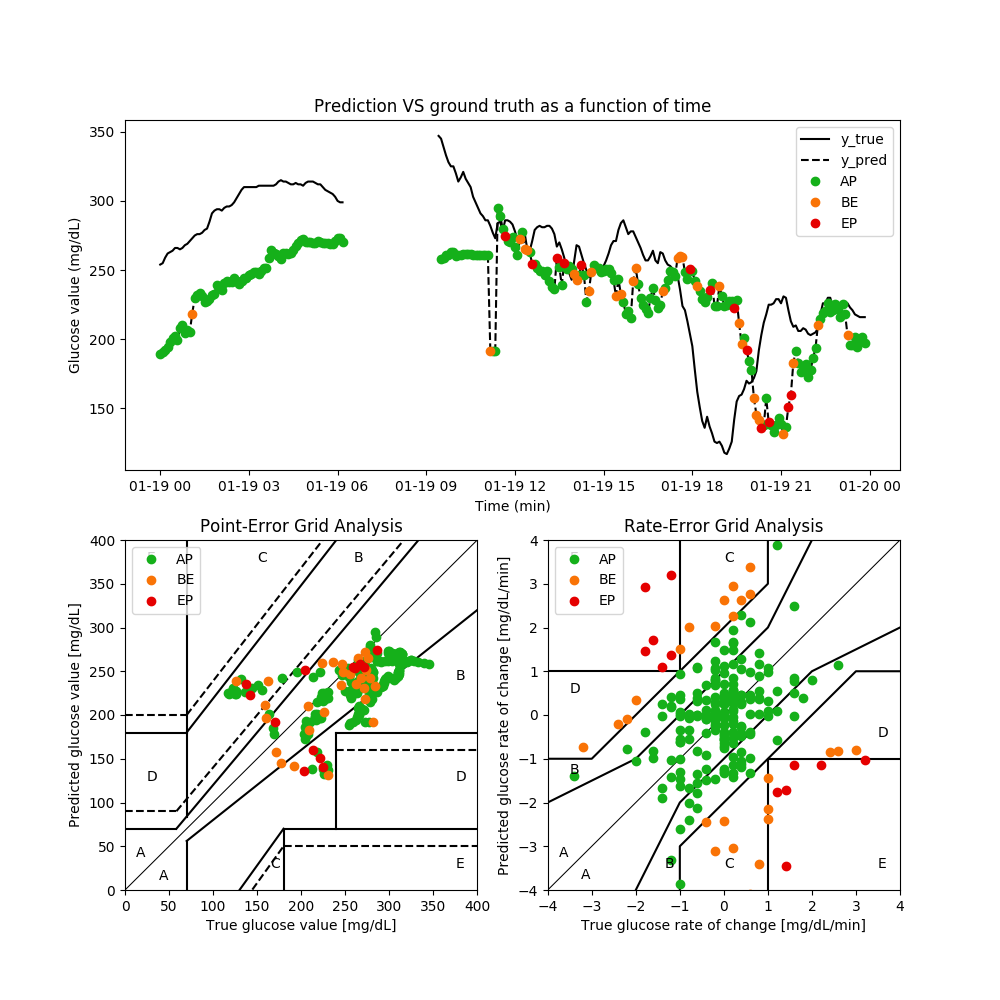 Prediction VS ground truth as a function of time
Glucose value (mg/dL)
350
300
250
200
150
y_true
y_pred
AP
BE
EP
01-19 00 01-19 03 01-19 06 01-19 09 01-19 12 01-19 15 01-19 18 01-19 21 01-20 00
Time (min)
Point-Error Grid Analysis
Predicted glucose value [mg/dL]
400
350
300
250
200
150
100
50
0
AP
BE
EP
C
B
B
D
D
A
A
C
E
0 50 100 150 200 250 300 350 400
True glucose value [mg/dL]
Rate-Error Grid Analysis
Predicted glucose rate of change [mg/dL/min]
4
3
2
1
0
−1
−2
−3
−4
AP
BE
EP
C
D
D
B
A
A
B
C
E
−4 −3 −2 −1 0 1 2 3 4
True glucose rate of change [mg/dL/min]